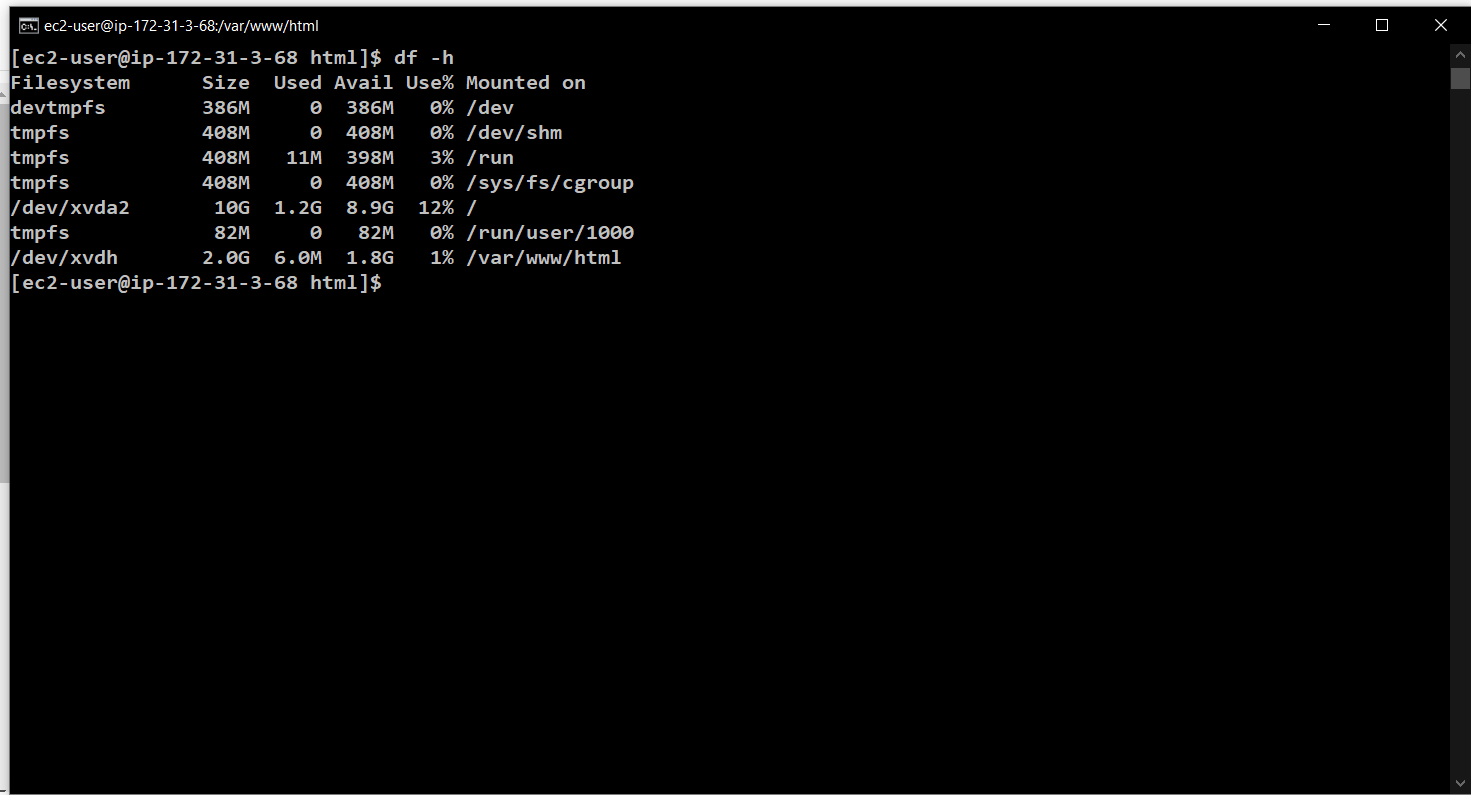 ec2-user@ip-172-31-3-68:/var/www/html
[ec2-user@ip-172-31-3-68 html]$ df -h
Filesystem      Size  Used Avail Use% Mounted on
devtmpfs        386M     0  386M   0% /dev
tmpfs           408M     0  408M   0% /dev/shm
tmpfs           408M   11M  398M   3% /run
tmpfs           408M     0  408M   0% /sys/fs/cgroup
/dev/xvda2       10G  1.2G  8.9G  12% /
tmpfs            82M     0   82M   0% /run/user/1000
/dev/xvdh       2.0G  6.0M  1.8G   1% /var/www/html
[ec2-user@ip-172-31-3-68 html]$